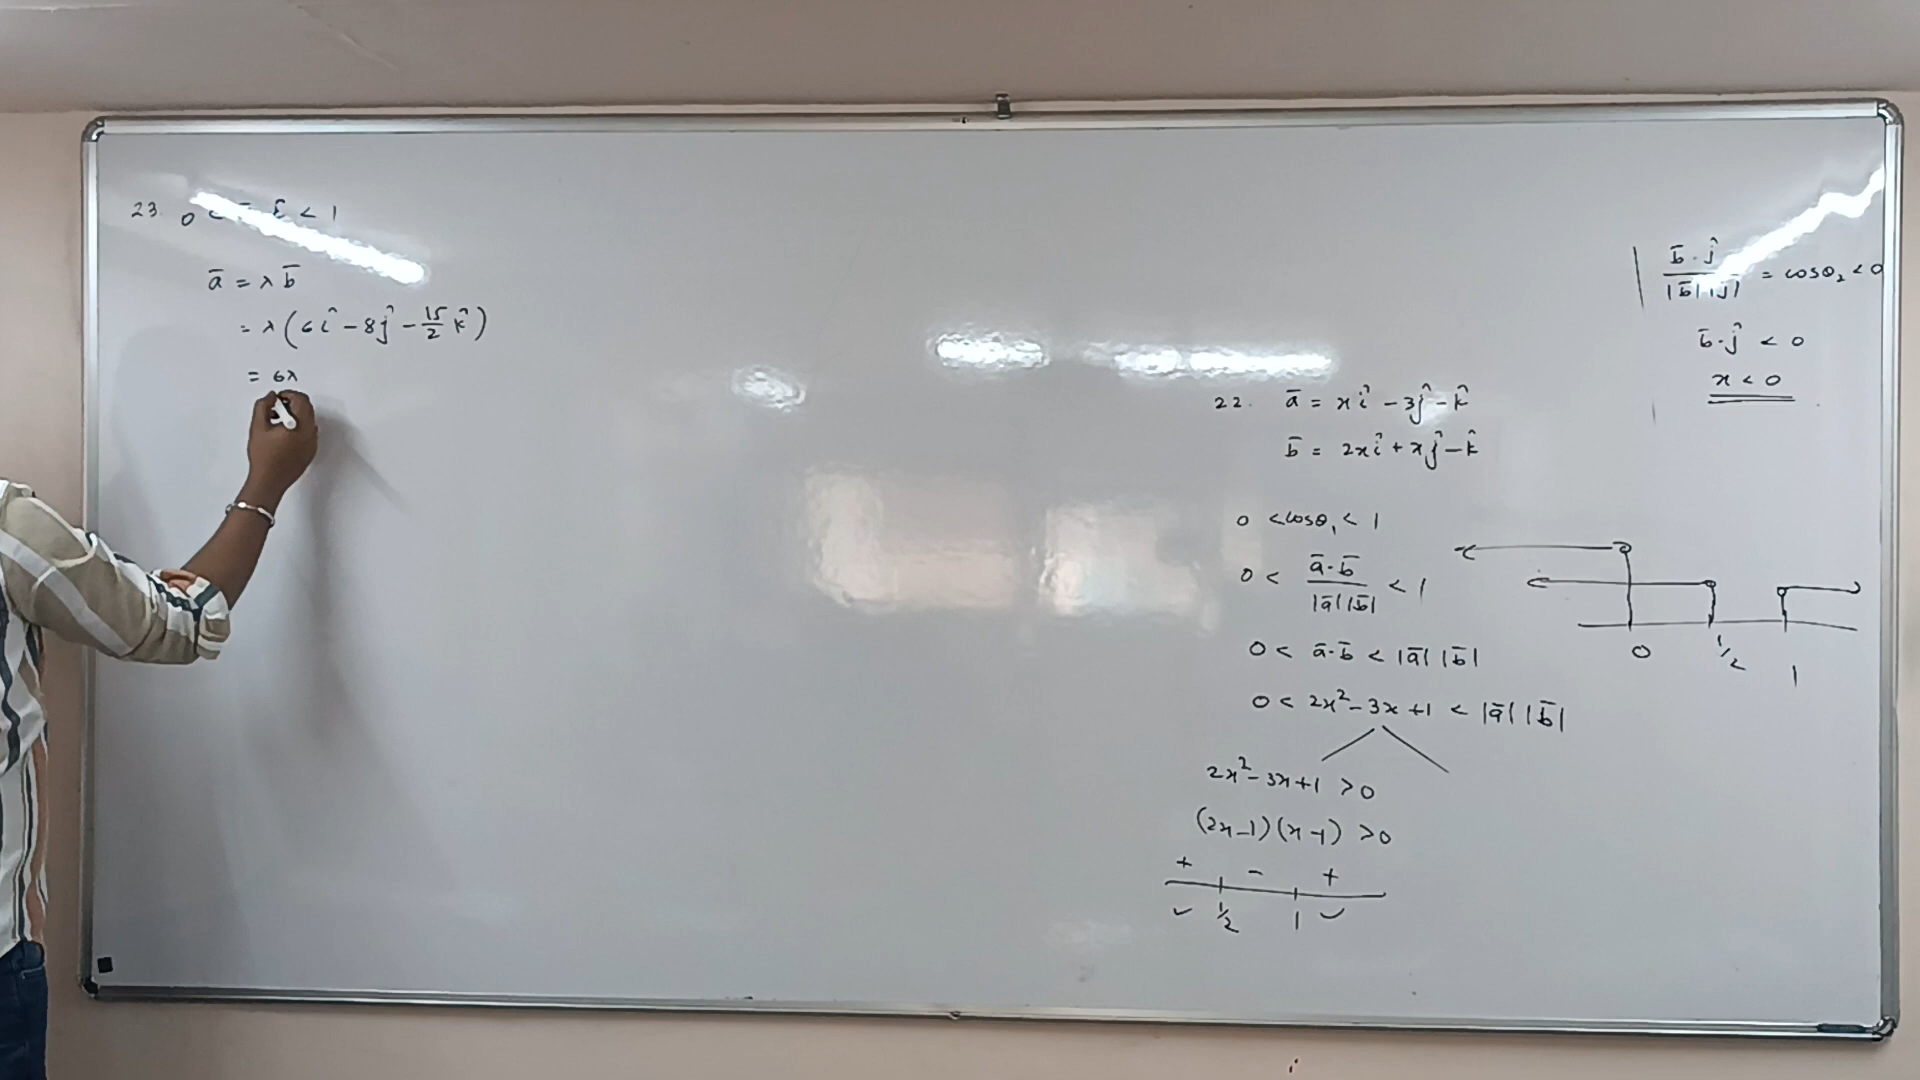 23. 0 < k̂ < 1
ā = λ b̄
= λ (6î - 8ĵ - 15/2 k̂)
= 6λ
b̄ · ĵ / |b̄| |ĵ| = cosθ₂ < 0
b̄ · ĵ < 0
x < 0
22. ā = xî - 3ĵ - k̂
b̄ = 2xî + xĵ - k̂
0 < cosθ₁ < 1
0 < ā · b̄ / |ā| |b̄| < 1
0 < ā · b̄ < |ā| |b̄|
0 < 2x² - 3x + 1 < |ā| |b̄|
2x² - 3x + 1 > 0
(2x - 1)(x - 1) > 0
+ - +
✓ 1/2 1 ✓
0 1/2 1